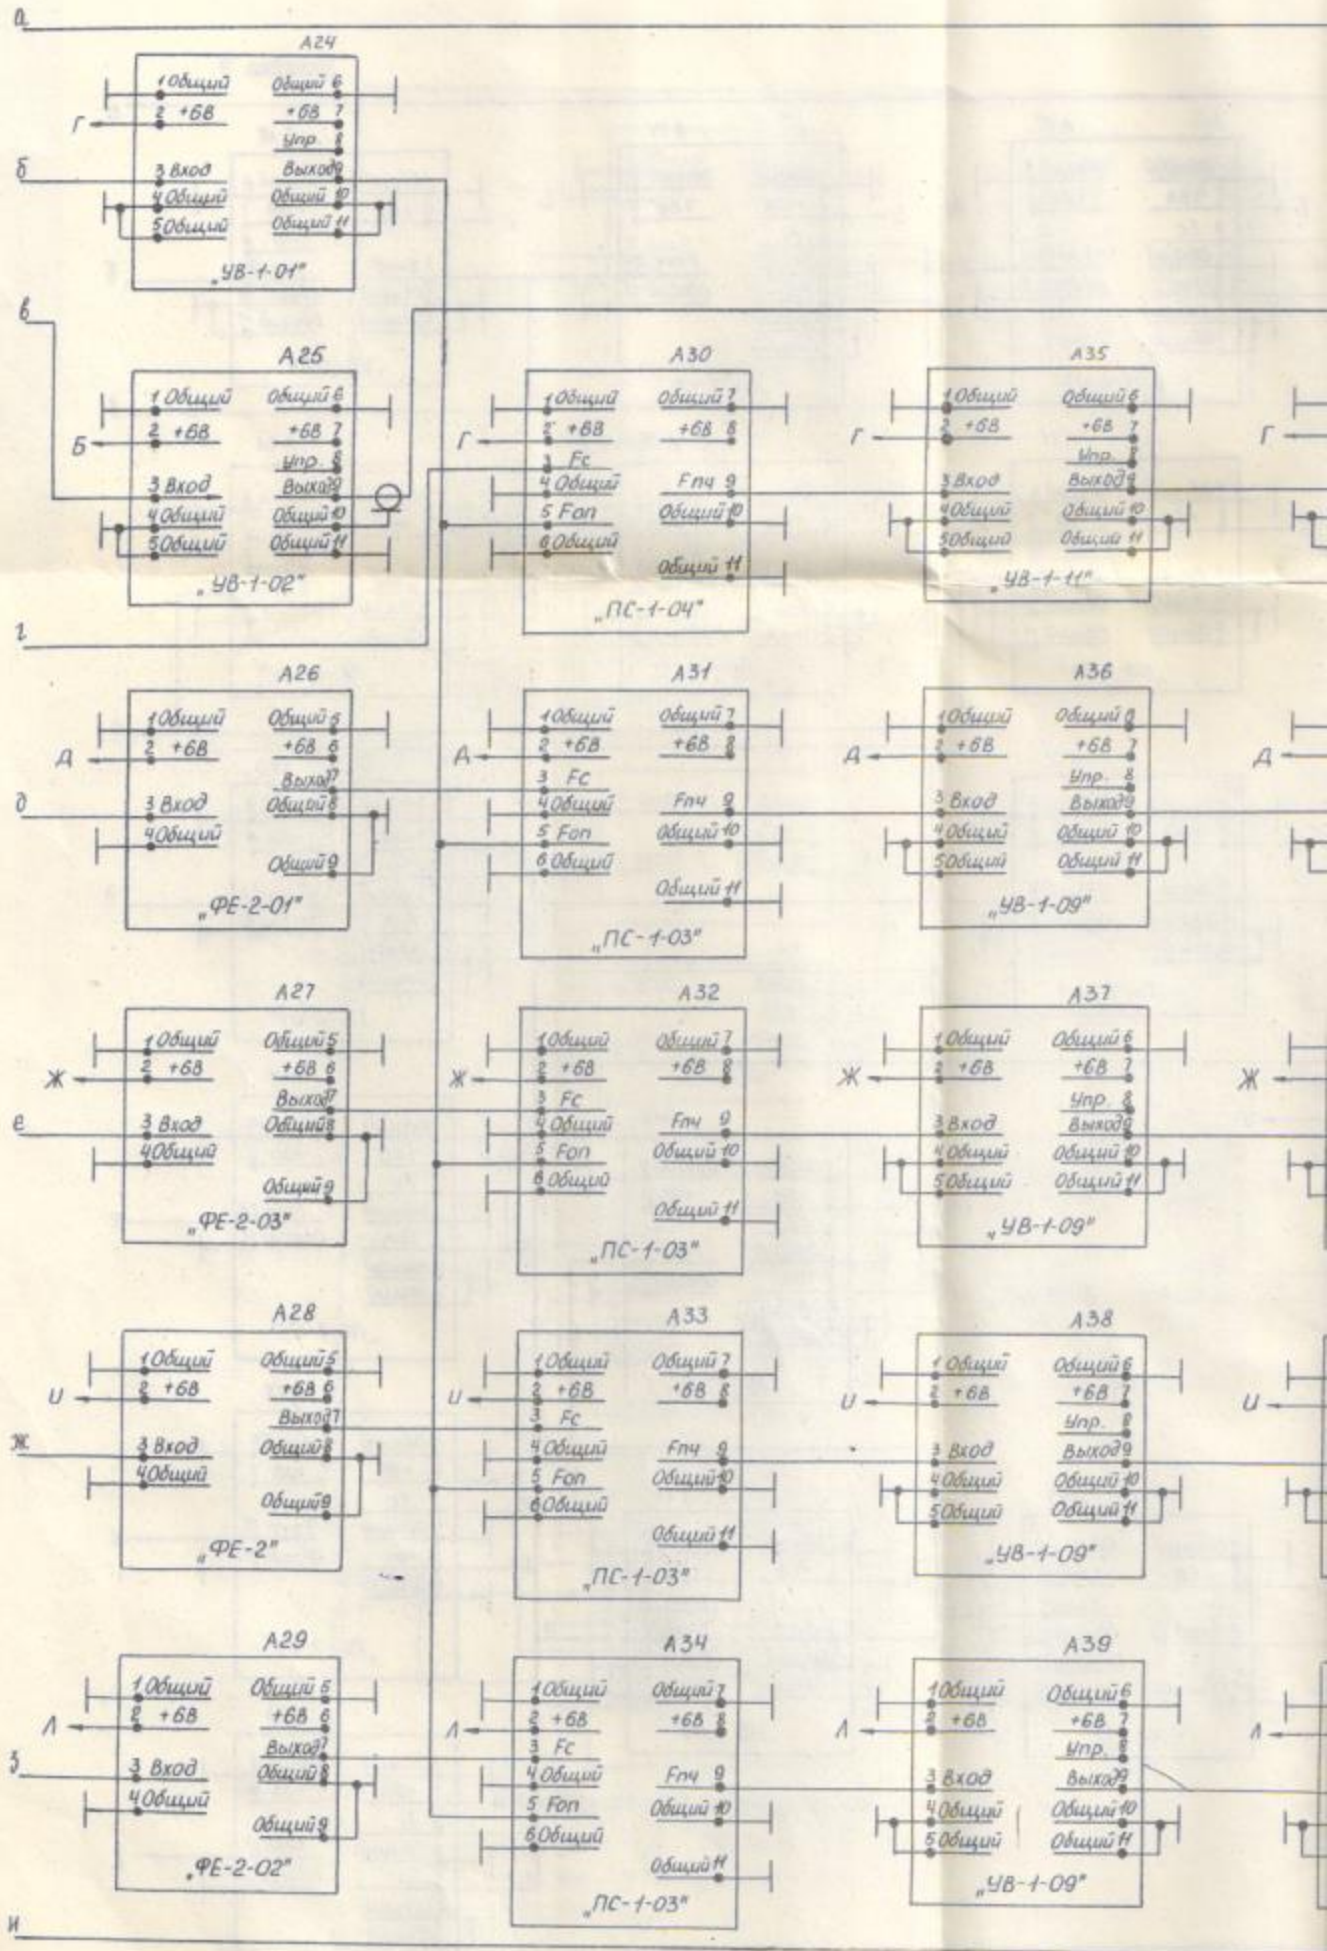 а
А24
1 Общий Общий 6
2 +6В +6В 7
Г
Упр. 8
б
3 Вход Выход 9
4 Общий Общий 10
5 Общий Общий 11
„УВ-1-01"
в
А25 А30 А35
1 Общий Общий 6 1 Общий Общий 7 1 Общий Общий 6
Б 2 +6В +6В 7 Г 2 +6В +6В 8 Г 2 +6В +6В 7 Г
Упр. 8 3 Fc Упр. 8
3 Вход Выход 9 4 Общий Fпч 9 3 Вход Выход 9
4 Общий Общий 10 5 Fоп Общий 10 4 Общий Общий 10
5 Общий Общий 11 6 Общий 5 Общий Общий 11
Общий 11
„УВ-1-02" „ПС-1-04" „УВ-1-11"
г
А26 А31 А36
1 Общий Общий 5 1 Общий Общий 7 1 Общий Общий 6
Д 2 +6В +6В 6 Д 2 +6В +6В 8 Д 2 +6В +6В 7 Д
Выход 7 3 Fc Упр. 8
д 3 Вход Общий 8 4 Общий Fпч 9 3 Вход Выход 9
4 Общий 5 Fоп Общий 10 4 Общий Общий 10
Общий 9 6 Общий 5 Общий Общий 11
Общий 11
„ФЕ-2-01" „ПС-1-03" „УВ-1-09"
А27 А32 А37
1 Общий Общий 5 1 Общий Общий 7 1 Общий Общий 6
Ж 2 +6В +6В 6 Ж 2 +6В +6В 8 Ж 2 +6В +6В 7 Ж
Выход 7 3 Fc Упр. 8
е 3 Вход Общий 8 4 Общий Fпч 9 3 Вход Выход 9
4 Общий 5 Fоп Общий 10 4 Общий Общий 10
Общий 9 6 Общий 5 Общий Общий 11
Общий 11
„ФЕ-2-03" „ПС-1-03" „УВ-1-09"
А28 А33 А38
1 Общий Общий 5 1 Общий Общий 7 1 Общий Общий 6
И 2 +6В +6В 6 И 2 +6В +6В 8 И 2 +6В +6В 7 И
Выход 7 3 Fc Упр. 8
ж 3 Вход Общий 8 4 Общий Fпч 9 3 Вход Выход 9
4 Общий 5 Fоп Общий 10 4 Общий Общий 10
Общий 9 6 Общий 5 Общий Общий 11
Общий 11
„ФЕ-2" „ПС-1-03" „УВ-1-09"
А29 А34 А39
1 Общий Общий 5 1 Общий Общий 7 1 Общий Общий 6
Л 2 +6В +6В 6 Л 2 +6В +6В 8 Л 2 +6В +6В 7 Л
Выход 7 3 Fc Упр. 8
з 3 Вход Общий 8 4 Общий Fпч 9 3 Вход Выход 9
4 Общий 5 Fоп Общий 10 4 Общий Общий 10
Общий 9 6 Общий 5 Общий Общий 11
Общий 11
„ФЕ-2-02" „ПС-1-03" „УВ-1-09"
и